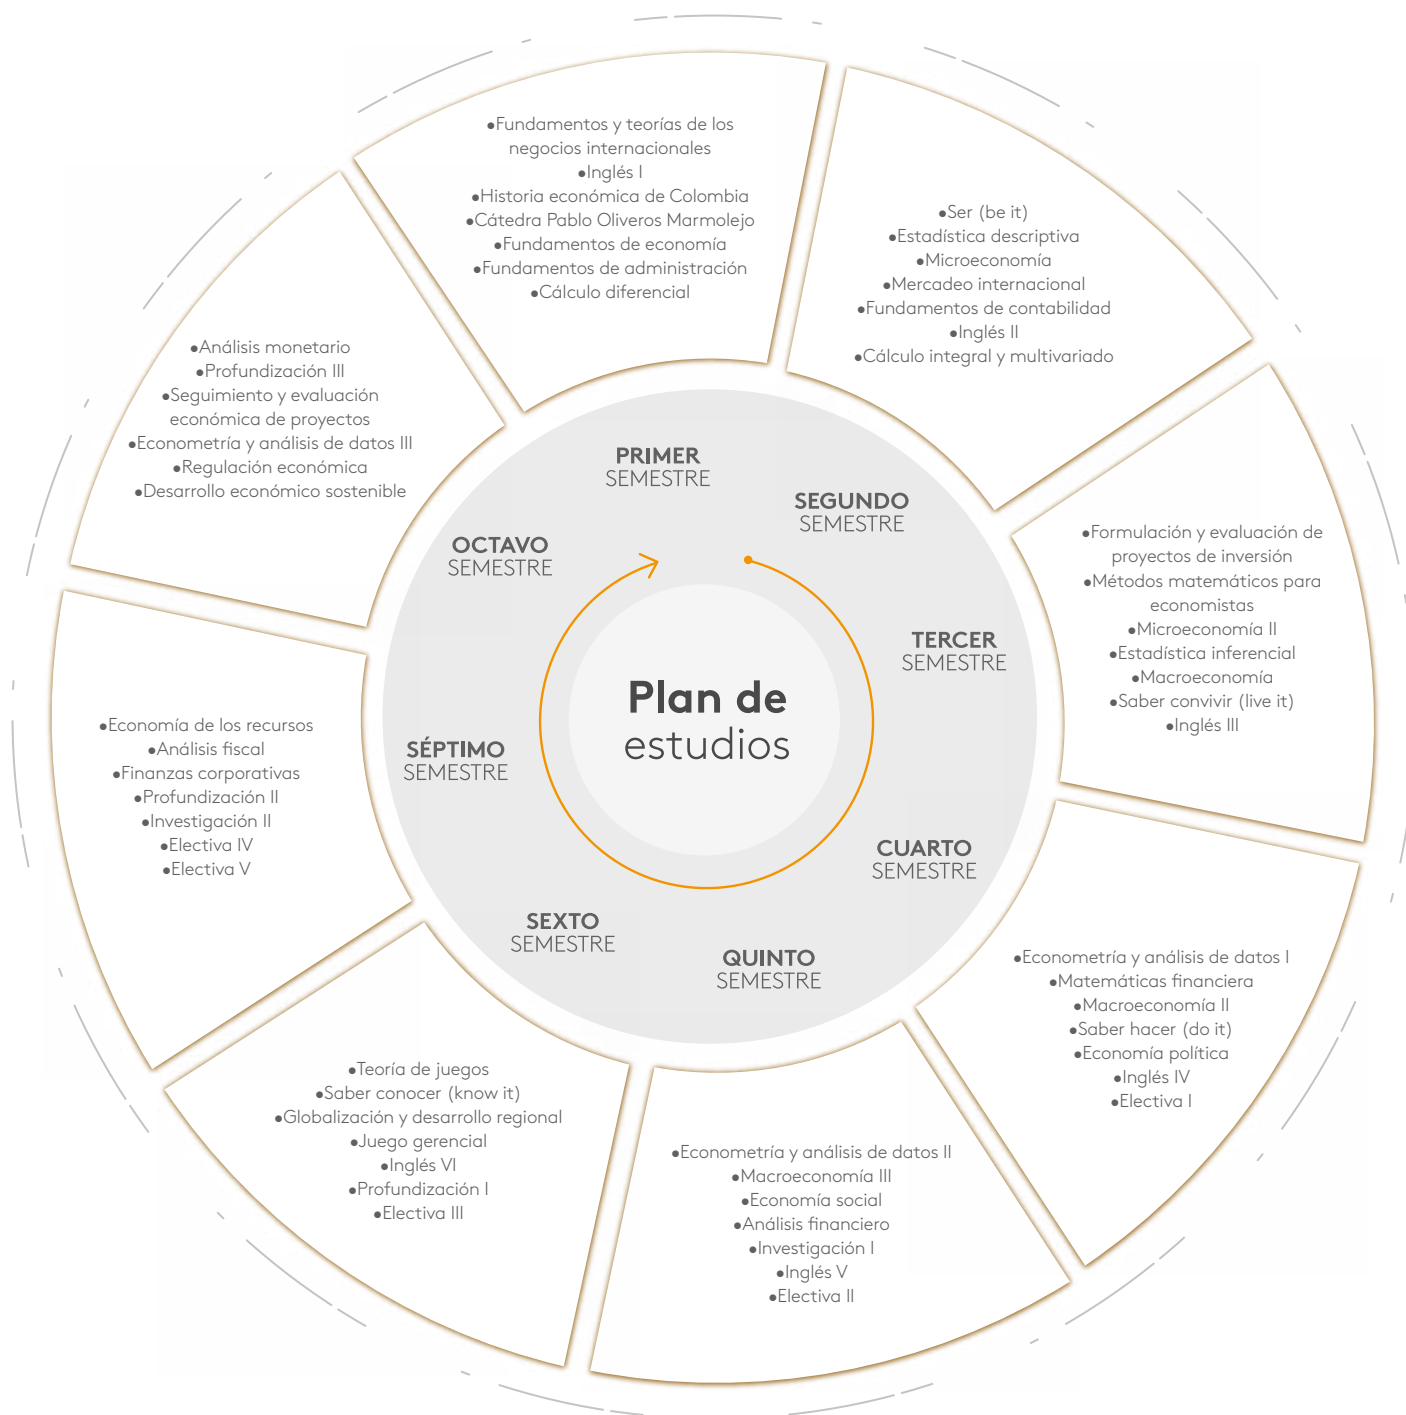 Plan de
estudios
PRIMER
SEMESTRE
●Fundamentos y teorías de los
negocios internacionales
●Inglés I
●Historia económica de Colombia
●Cátedra Pablo Oliveros Marmolejo
●Fundamentos de economía
●Fundamentos de administración
●Cálculo diferencial
SEGUNDO
SEMESTRE
●Ser (be it)
●Estadística descriptiva
●Microeconomía
●Mercadeo internacional
●Fundamentos de contabilidad
●Inglés II
●Cálculo integral y multivariado
TERCER
SEMESTRE
●Formulación y evaluación de
proyectos de inversión
●Métodos matemáticos para
economistas
●Microeconomía II
●Estadística inferencial
●Macroeconomía
●Saber convivir (live it)
●Inglés III
CUARTO
SEMESTRE
●Econometría y análisis de datos I
●Matemáticas financiera
●Macroeconomía II
●Saber hacer (do it)
●Economía política
●Inglés IV
●Electiva I
QUINTO
SEMESTRE
●Econometría y análisis de datos II
●Macroeconomía III
●Economía social
●Análisis financiero
●Investigación I
●Inglés V
●Electiva II
SEXTO
SEMESTRE
●Teoría de juegos
●Saber conocer (know it)
●Globalización y desarrollo regional
●Juego gerencial
●Inglés VI
●Profundización I
●Electiva III
SÉPTIMO
SEMESTRE
●Economía de los recursos
●Análisis fiscal
●Finanzas corporativas
●Profundización II
●Investigación II
●Electiva IV
●Electiva V
OCTAVO
SEMESTRE
●Análisis monetario
●Profundización III
●Seguimiento y evaluación
económica de proyectos
●Econometría y análisis de datos III
●Regulación económica
●Desarrollo económico sostenible